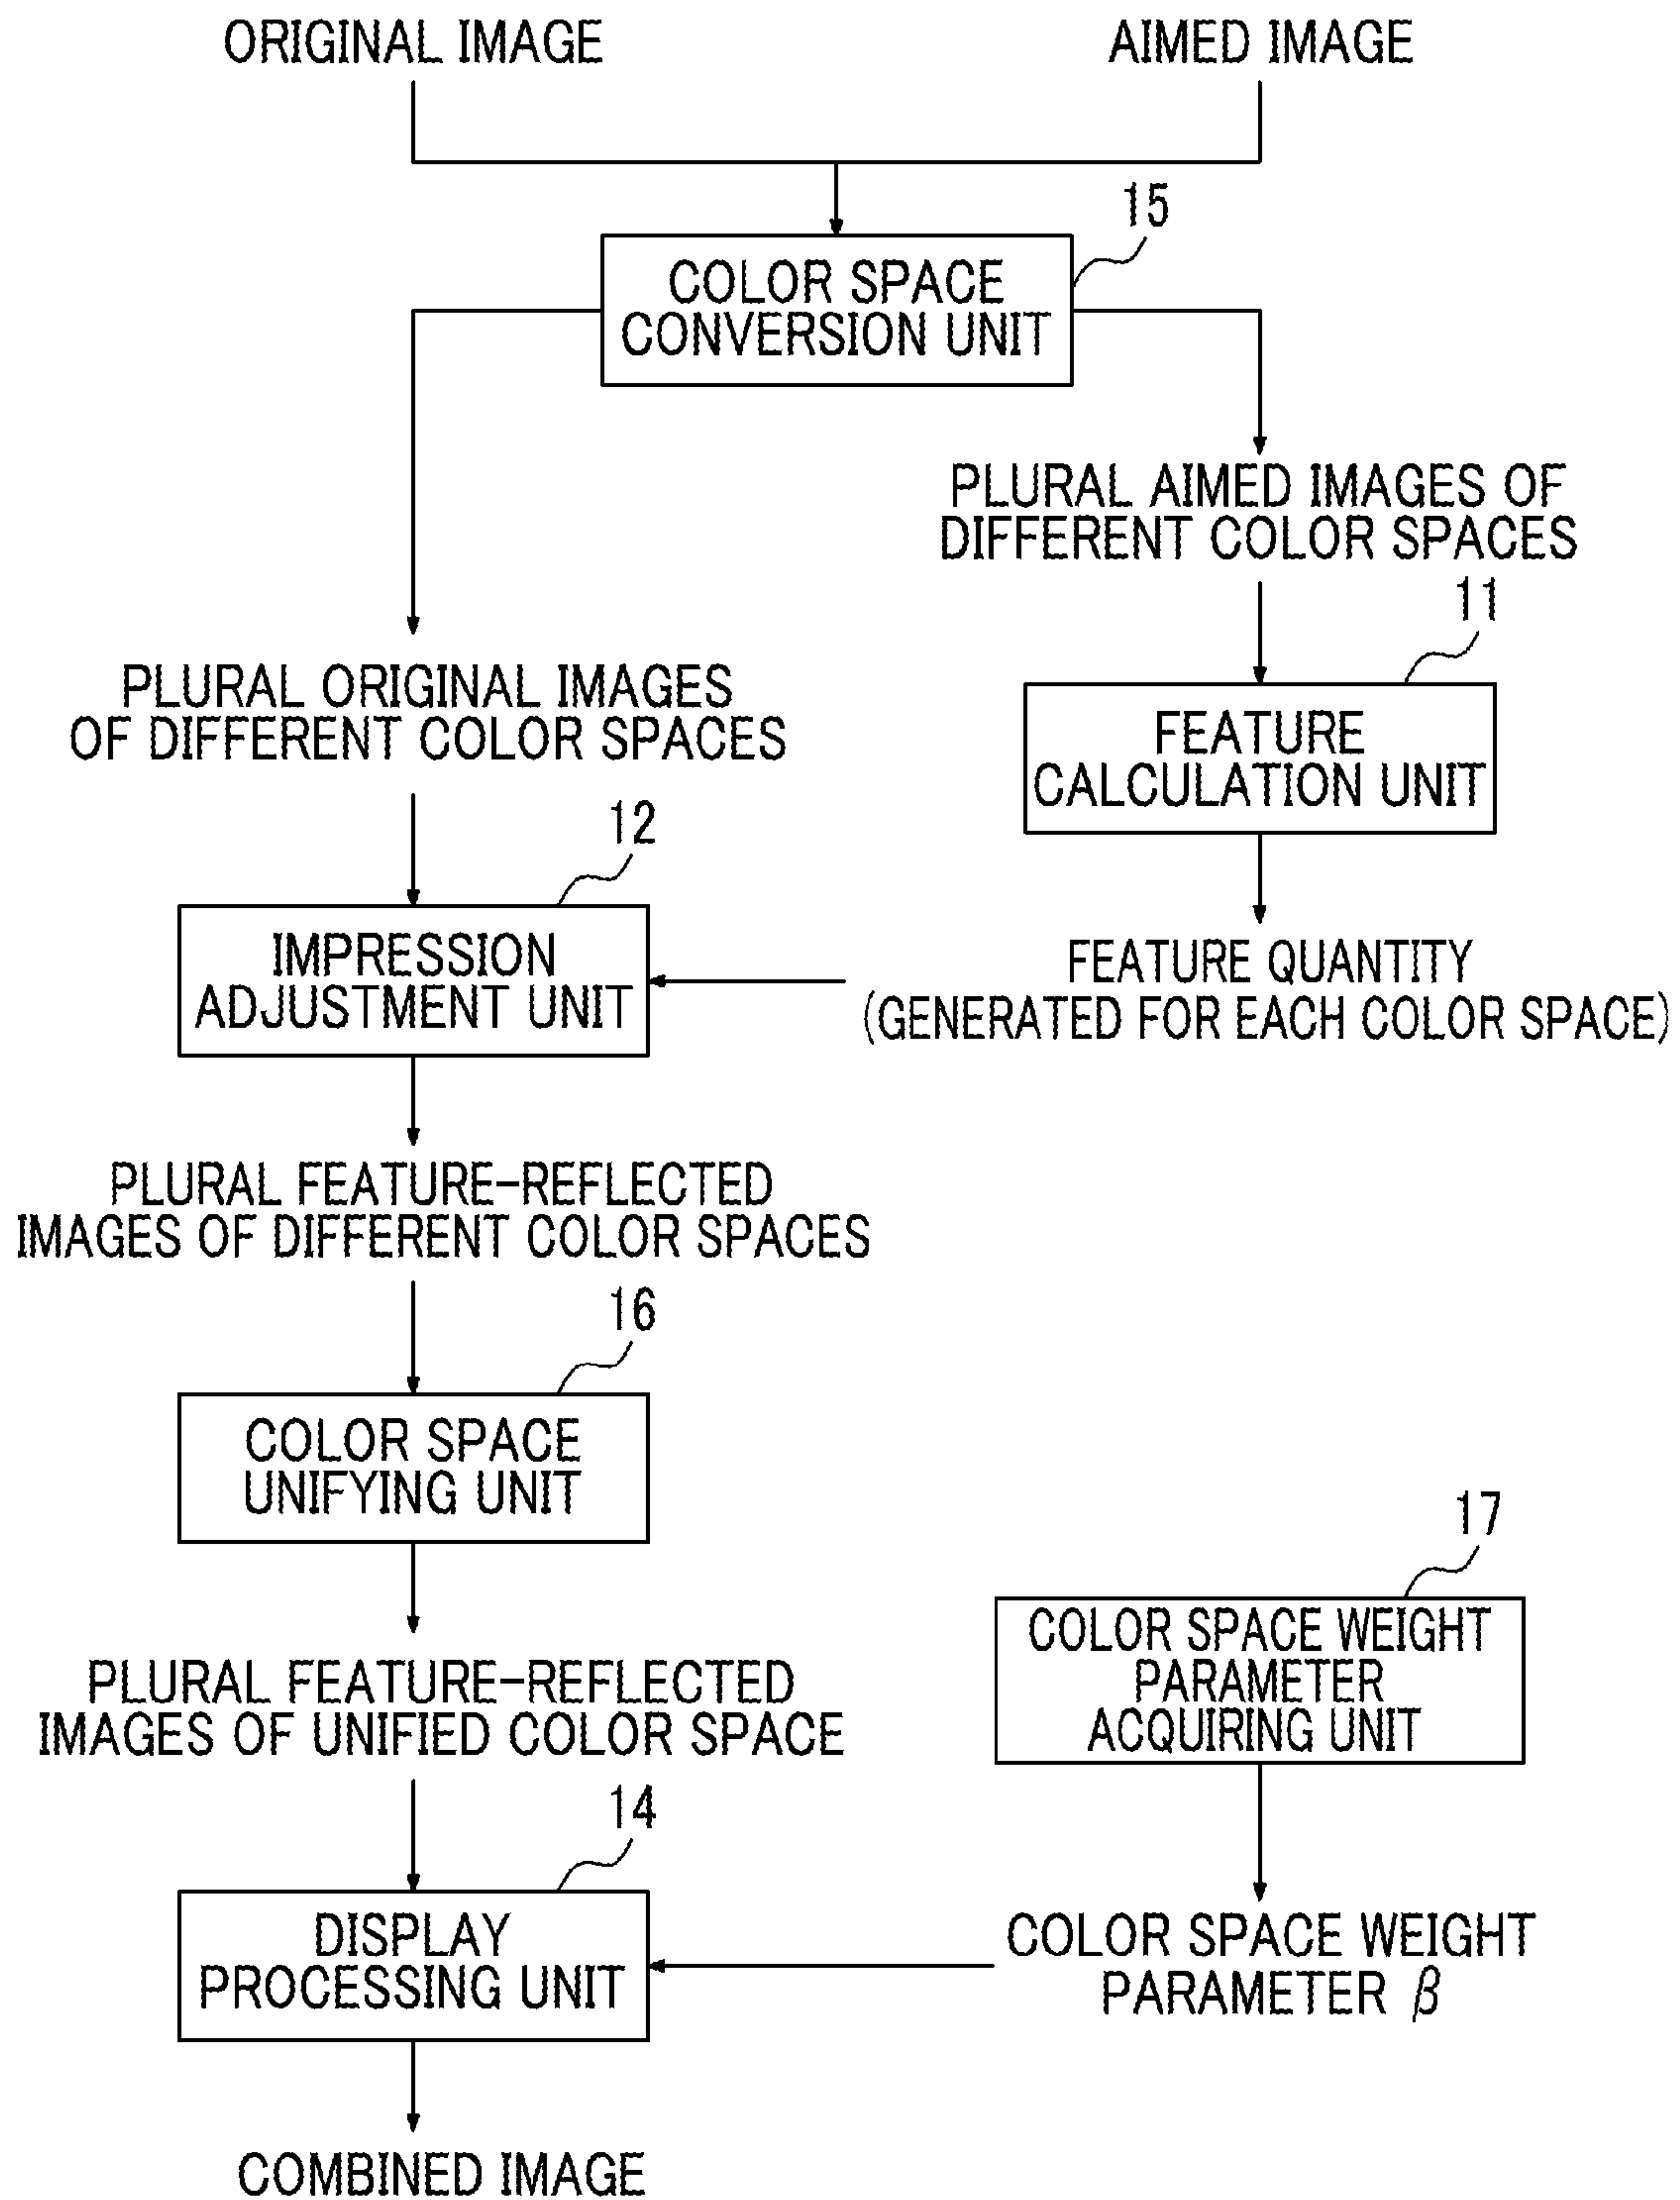 ORIGINAL IMAGE
AIMED IMAGE
15
COLOR SPACE
CONVERSION UNIT
PLURAL AIMED IMAGES OF
DIFFERENT COLOR SPACES
11
PLURAL ORIGINAL IMAGES
OF DIFFERENT COLOR SPACES
FEATURE
CALCULATION UNIT
12
IMPRESSION
ADJUSTMENT UNIT
FEATURE QUANTITY
(GENERATED FOR EACH COLOR SPACE)
PLURAL FEATURE-REFLECTED
IMAGES OF DIFFERENT COLOR SPACES
16
COLOR SPACE
UNIFYING UNIT
17
COLOR SPACE WEIGHT
PARAMETER
ACQUIRING UNIT
PLURAL FEATURE-REFLECTED
IMAGES OF UNIFIED COLOR SPACE
14
DISPLAY
PROCESSING UNIT
COLOR SPACE WEIGHT
PARAMETER β
COMBINED IMAGE